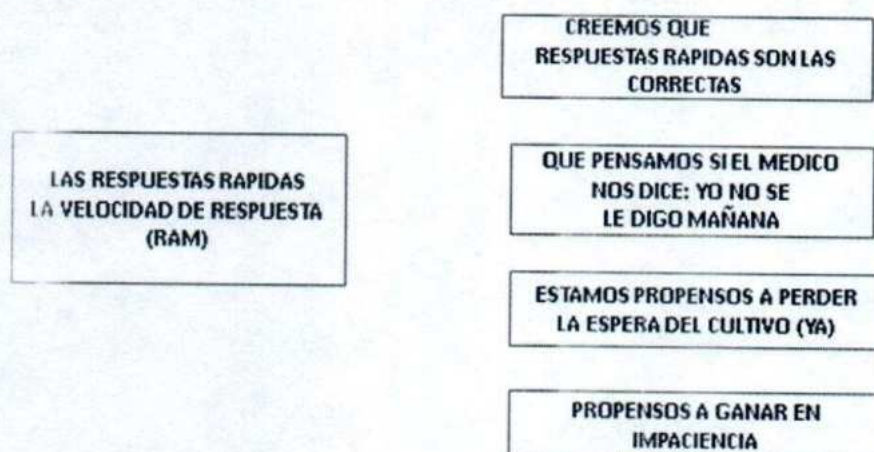 CREEMOS QUE
RESPUESTAS RAPIDAS SON LAS
CORRECTAS
LAS RESPUESTAS RAPIDAS
LA VELOCIDAD DE RESPUESTA
(RAM)
QUE PENSAMOS SI EL MEDICO
NOS DICE: YO NO SE
LE DIGO MAÑANA
ESTAMOS PROPENSOS A PERDER
LA ESPERA DEL CULTIVO (YA)
PROPENSOS A GANAR EN
IMPACIENCIA